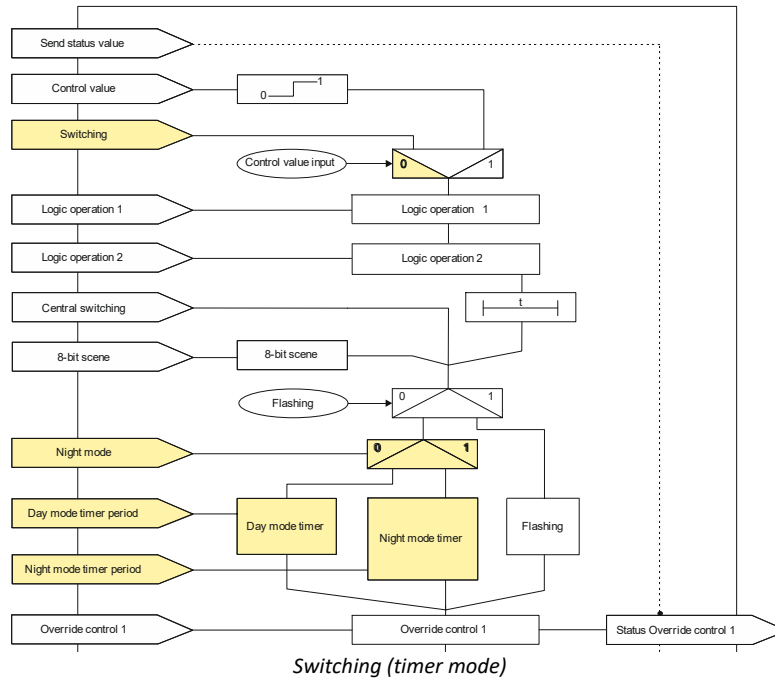 Send status value
Control value
0 1
Switching
Control value input
0 1
Logic operation 1
Logic operation 1
Logic operation 2
Logic operation 2
Central switching
t
8-bit scene
8-bit scene
Flashing
0 1
Night mode
0 1
Day mode timer period
Day mode timer
Night mode timer
Flashing
Night mode timer period
Override control 1
Override control 1
Status Override control 1
Switching (timer mode)